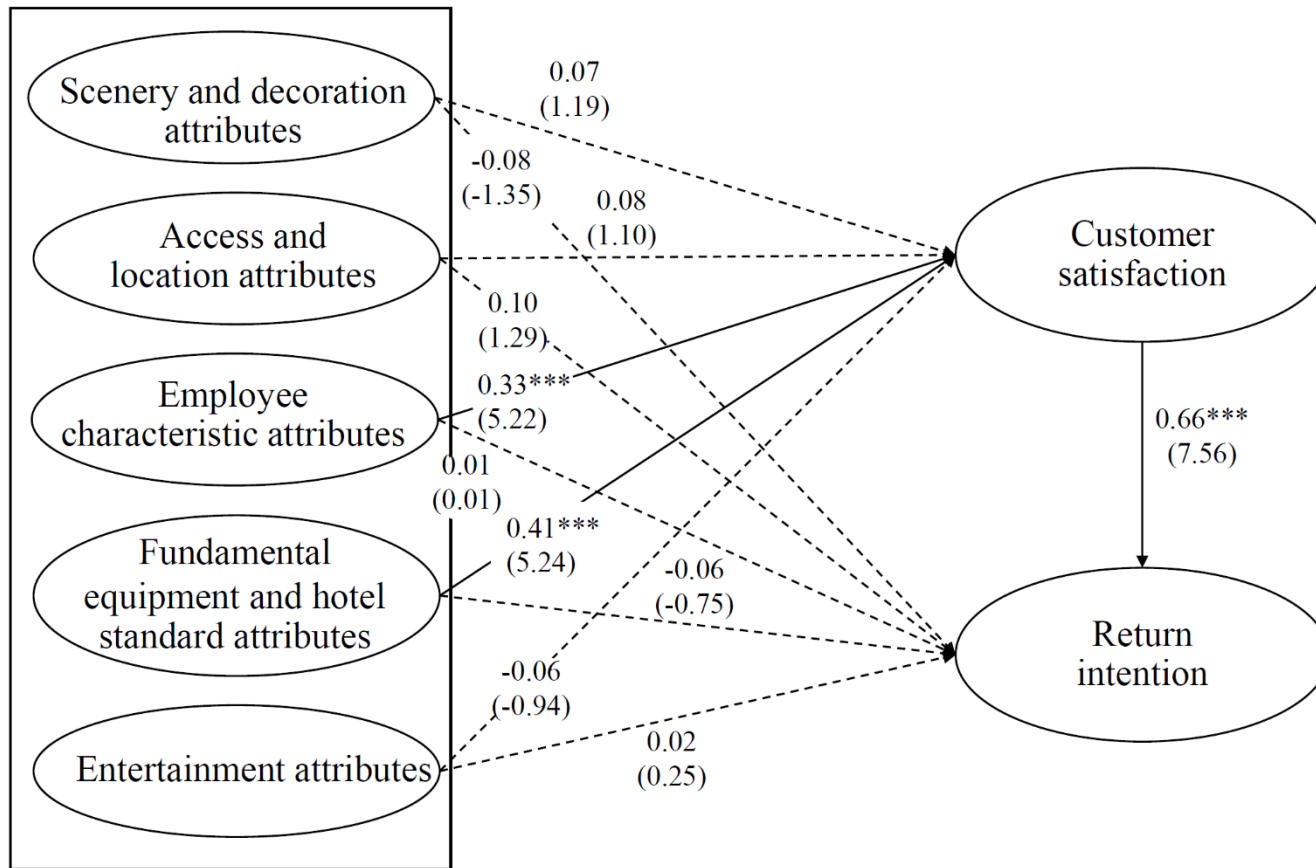 Scenery and decoration
attributes
Access and
location attributes
Employee
characteristic attributes
Fundamental
equipment and hotel
standard attributes
Entertainment attributes
0.07
(1.19)
-0.08
(-1.35)
0.08
(1.10)
0.10
(1.29)
0.33***
(5.22)
0.01
(0.01)
0.41***
(5.24)
-0.06
(-0.75)
-0.06
(-0.94)
0.02
(0.25)
Customer
satisfaction
0.66***
(7.56)
Return
intention